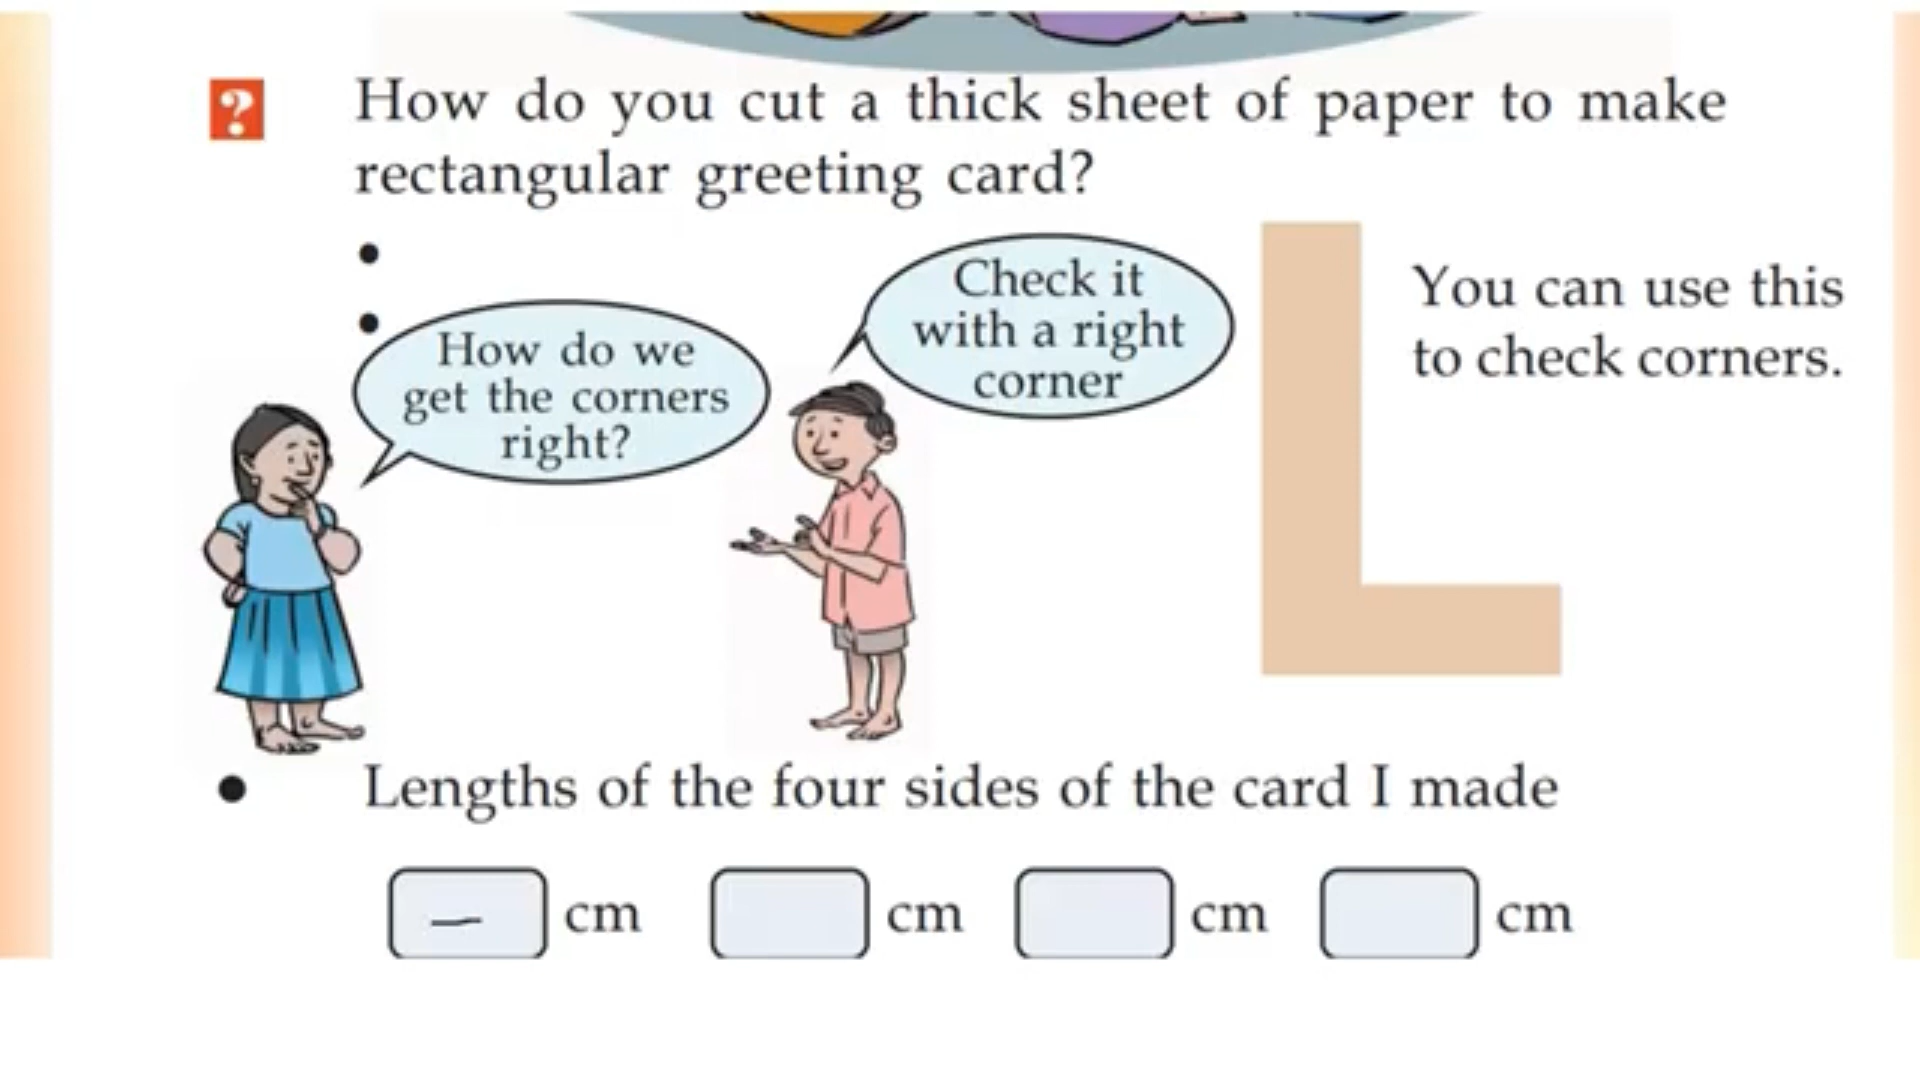 ?
How do you cut a thick sheet of paper to make
rectangular greeting card?
•
•
How do we
get the corners
right?
Check it
with a right
corner
You can use this
to check corners.
• Lengths of the four sides of the card I made
— cm cm cm cm